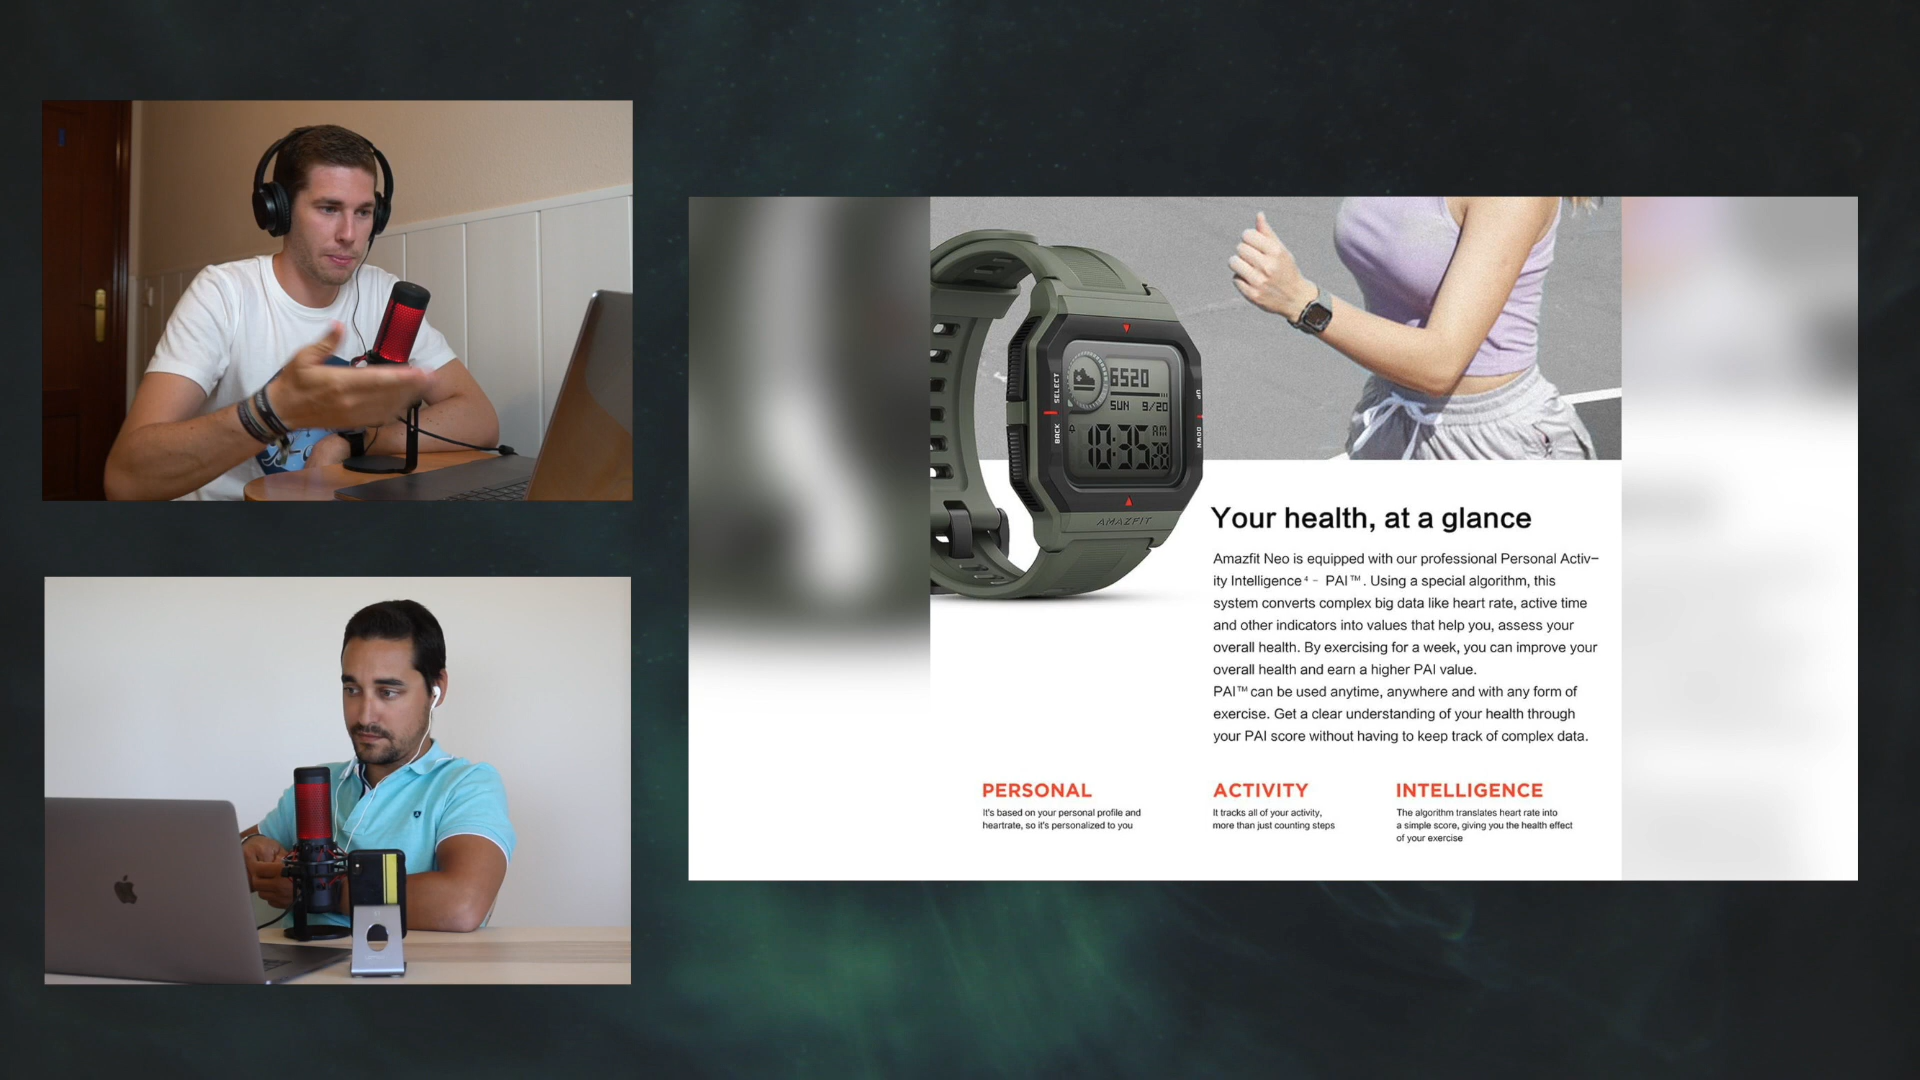 SELECT
BACK
UP
DOWN
6520
SUN 9/20
AM
10:35 28
AMAZFIT
Your health, at a glance
Amazfit Neo is equipped with our professional Personal Activ–
ity Intelligence ⁴ – PAI™. Using a special algorithm, this
system converts complex big data like heart rate, active time
and other indicators into values that help you, assess your
overall health. By exercising for a week, you can improve your
overall health and earn a higher PAI value.
PAI™ can be used anytime, anywhere and with any form of
exercise. Get a clear understanding of your health through
your PAI score without having to keep track of complex data.
PERSONAL
It's based on your personal profile and
heartrate, so it's personalized to you
ACTIVITY
It tracks all of your activity,
more than just counting steps
INTELLIGENCE
The algorithm translates heart rate into
a simple score, giving you the health effect
of your exercise